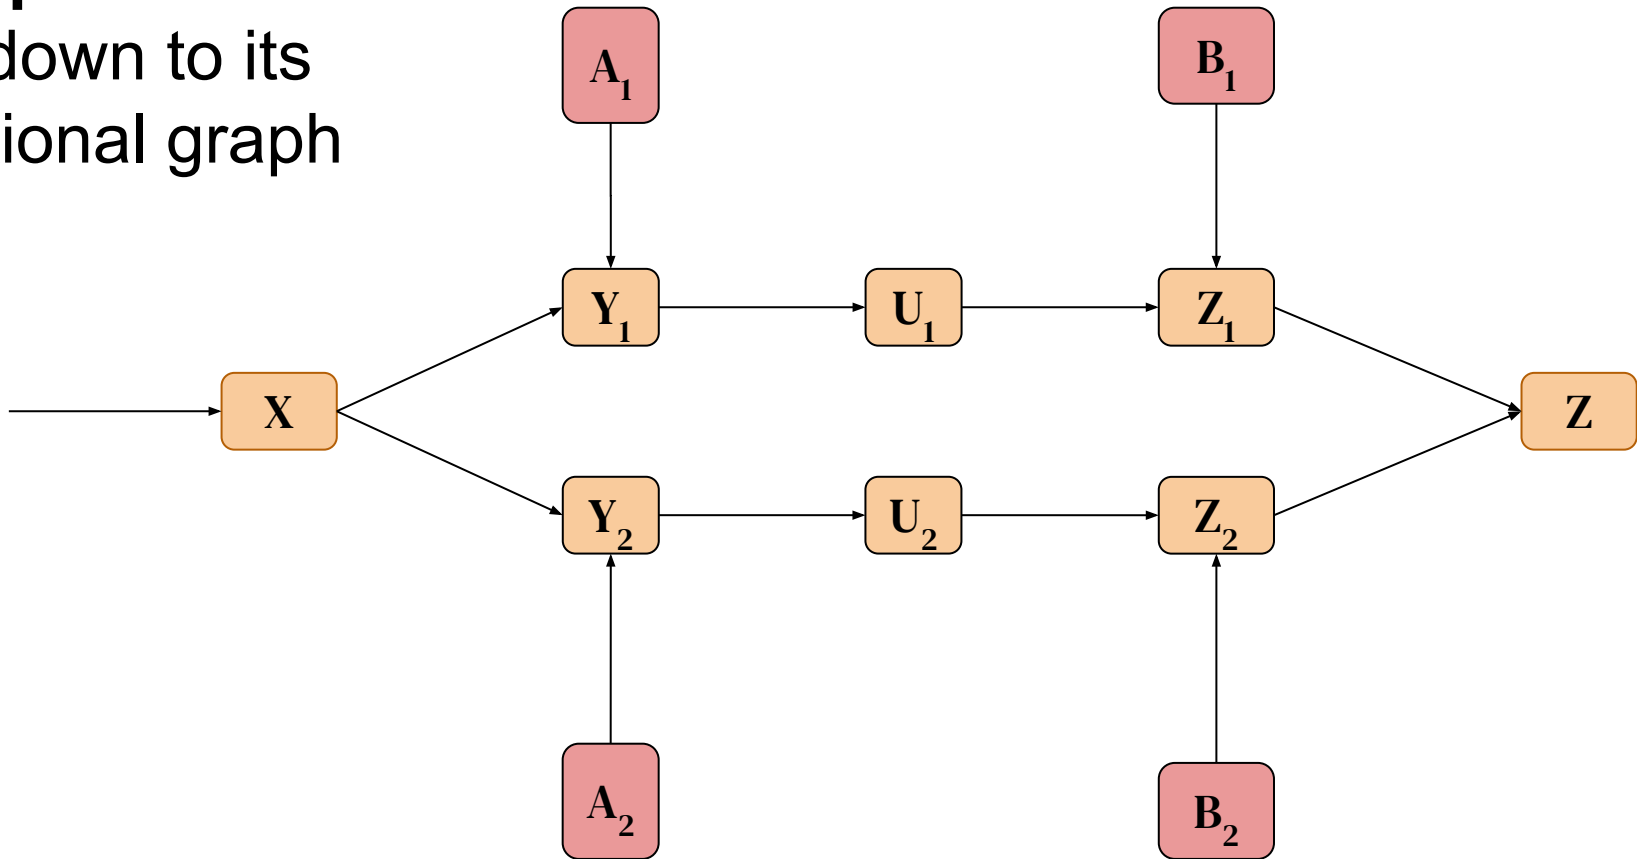 down to its
ional graph
A₁
B₁
Y₁
U₁
Z₁
X
Z
Y₂
U₂
Z₂
A₂
B₂